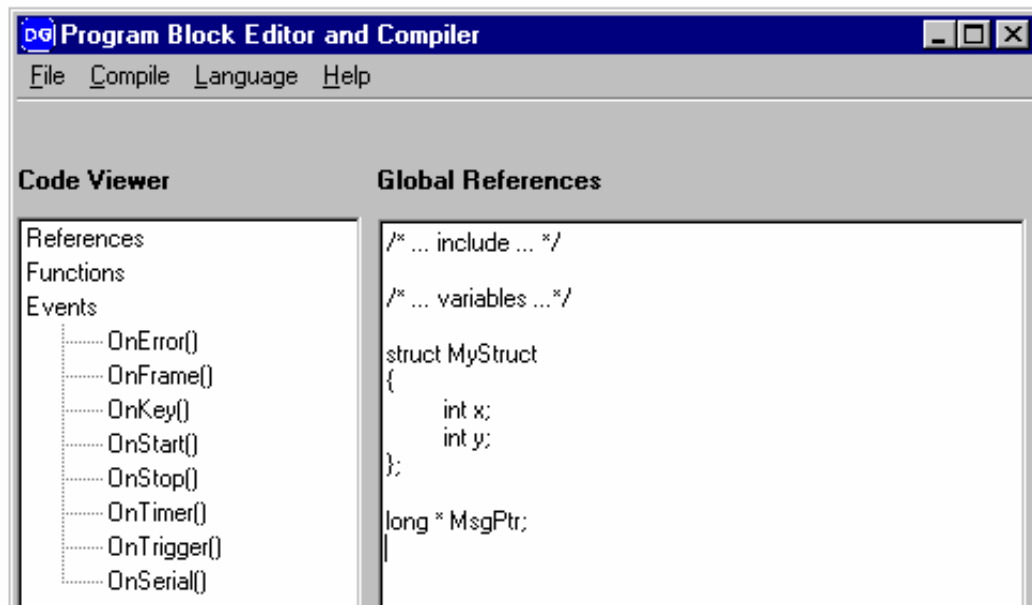 DG Program Block Editor and Compiler
File Compile Language Help
Code Viewer
References
Functions
Events
OnError()
OnFrame()
OnKey()
OnStart()
OnStop()
OnTimer()
OnTrigger()
OnSerial()
Global References
/* ... include ... */
/* ... variables ...*/
struct MyStruct
{
int x;
int y;
};
long * MsgPtr;